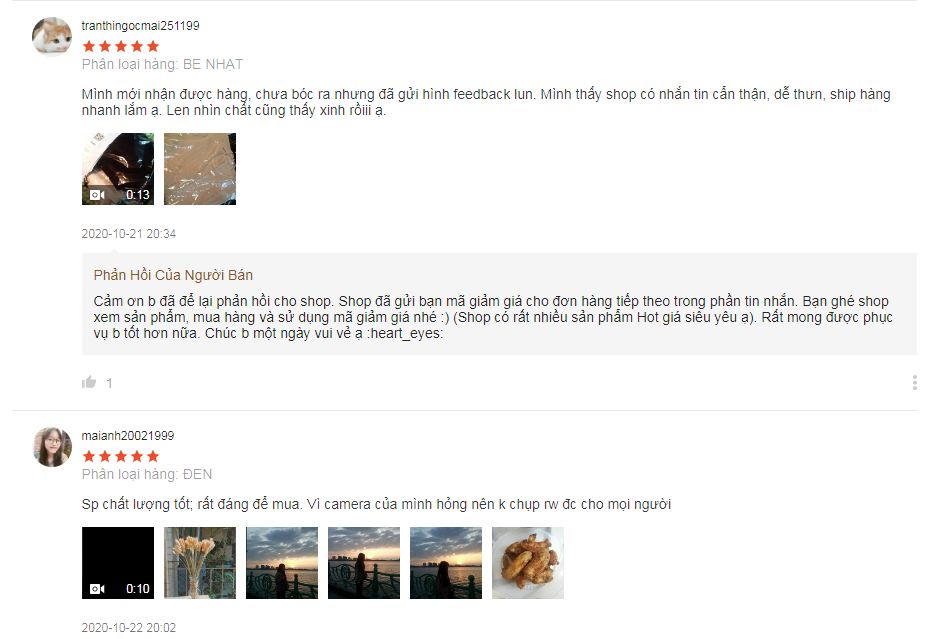 tranthingocmai251199
Phân loại hàng: BE NHẠT
Mình mới nhận được hàng, chưa bóc ra nhưng đã gửi hình feedback lun. Mình thấy shop có nhắn tin cẩn thận, dễ thưn, ship hàng
nhanh lắm ạ. Len nhìn chất cũng thấy xinh rồiii ạ.
0:13
2020-10-21 20:34
Phản Hồi Của Người Bán
Cảm ơn b đã để lại phản hồi cho shop. Shop đã gửi bạn mã giảm giá cho đơn hàng tiếp theo trong phần tin nhắn. Bạn ghé shop
xem sản phẩm, mua hàng và sử dụng mã giảm giá nhé :) (Shop có rất nhiều sản phẩm Hot giá siêu yêu ạ). Rất mong được phục
vụ b tốt hơn nữa. Chúc b một ngày vui vẻ ạ :heart_eyes:
1
maianh20021999
Phân loại hàng: ĐEN
Sp chất lượng tốt; rất đáng để mua. Vì camera của mình hỏng nên k chụp rw đc cho mọi người
0:10
2020-10-22 20:02